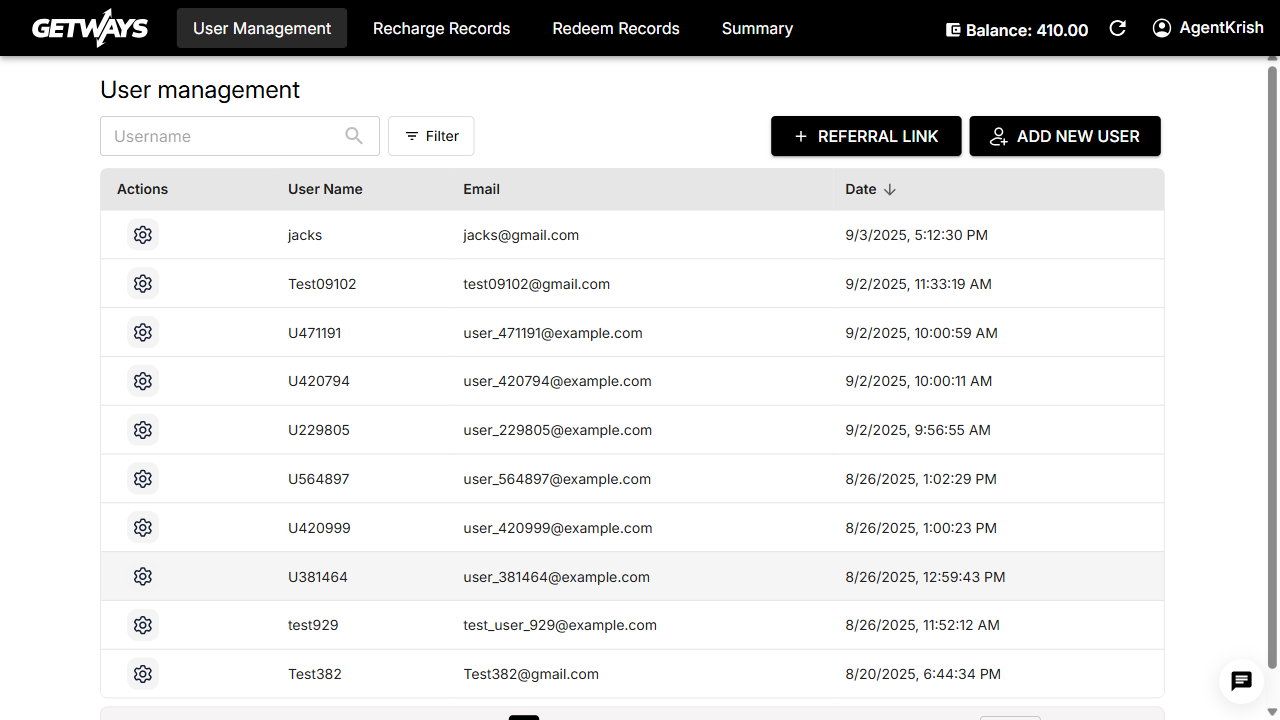 GETWAYS User Management Recharge Records Redeem Records Summary Balance: 410.00 AgentKrish
User management
Username Filter + REFERRAL LINK ADD NEW USER
Actions User Name Email Date
jacks jacks@gmail.com 9/3/2025, 5:12:30 PM
Test09102 test09102@gmail.com 9/2/2025, 11:33:19 AM
U471191 user_471191@example.com 9/2/2025, 10:00:59 AM
U420794 user_420794@example.com 9/2/2025, 10:00:11 AM
U229805 user_229805@example.com 9/2/2025, 9:56:55 AM
U564897 user_564897@example.com 8/26/2025, 1:02:29 PM
U420999 user_420999@example.com 8/26/2025, 1:00:23 PM
U381464 user_381464@example.com 8/26/2025, 12:59:43 PM
test929 test_user_929@example.com 8/26/2025, 11:52:12 AM
Test382 Test382@gmail.com 8/20/2025, 6:44:34 PM